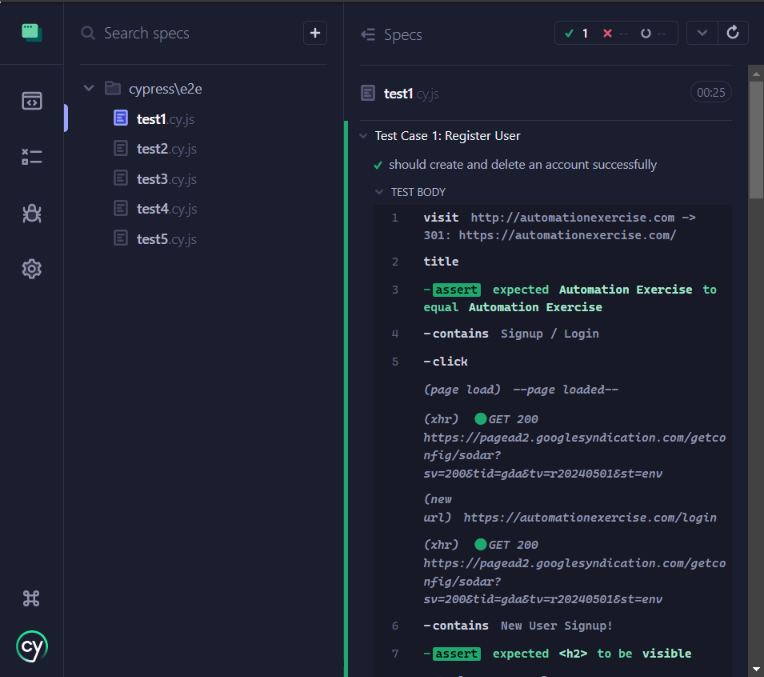 Search specs
+
Specs
1
--
--
cypress\e2e
test1.cy.js
test2.cy.js
test3.cy.js
test4.cy.js
test5.cy.js
cy
test1.cy.js
00:25
Test Case 1: Register User
should create and delete an account successfully
TEST BODY
1 visit http://automationexercise.com ->
301: https://automationexercise.com/
2 title
3 -assert expected Automation Exercise to
equal Automation Exercise
4 -contains Signup / Login
5 -click
(page load) --page loaded--
(xhr) GET 200
https://pagead2.googlesyndication.com/getco
nfig/sodar?
sv=200&tid=gda&tv=r20240501&st=env
(new
url) https://automationexercise.com/login
(xhr) GET 200
https://pagead2.googlesyndication.com/getco
nfig/sodar?
sv=200&tid=gda&tv=r20240501&st=env
6 -contains New User Signup!
7 -assert expected <h2> to be visible